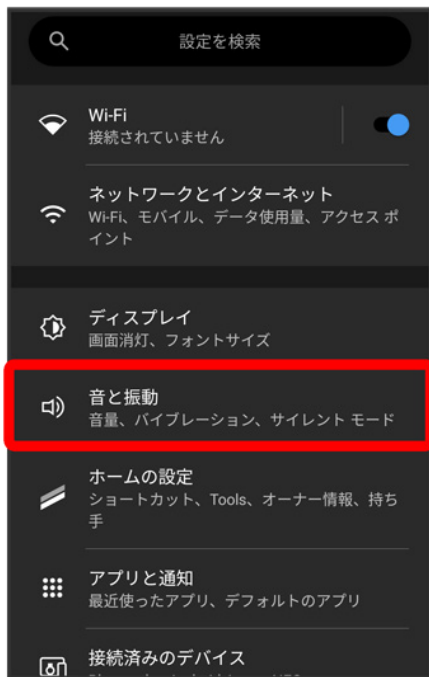 設定を検索
Wi-Fi
接続されていません
ネットワークとインターネット
Wi-Fi、モバイル、データ使用量、アクセス ポ
イント
ディスプレイ
画面消灯、フォントサイズ
音と振動
音量、バイブレーション、サイレント モード
ホームの設定
ショートカット、Tools、オーナー情報、持ち
手
アプリと通知
最近使ったアプリ、デフォルトのアプリ
接続済みのデバイス